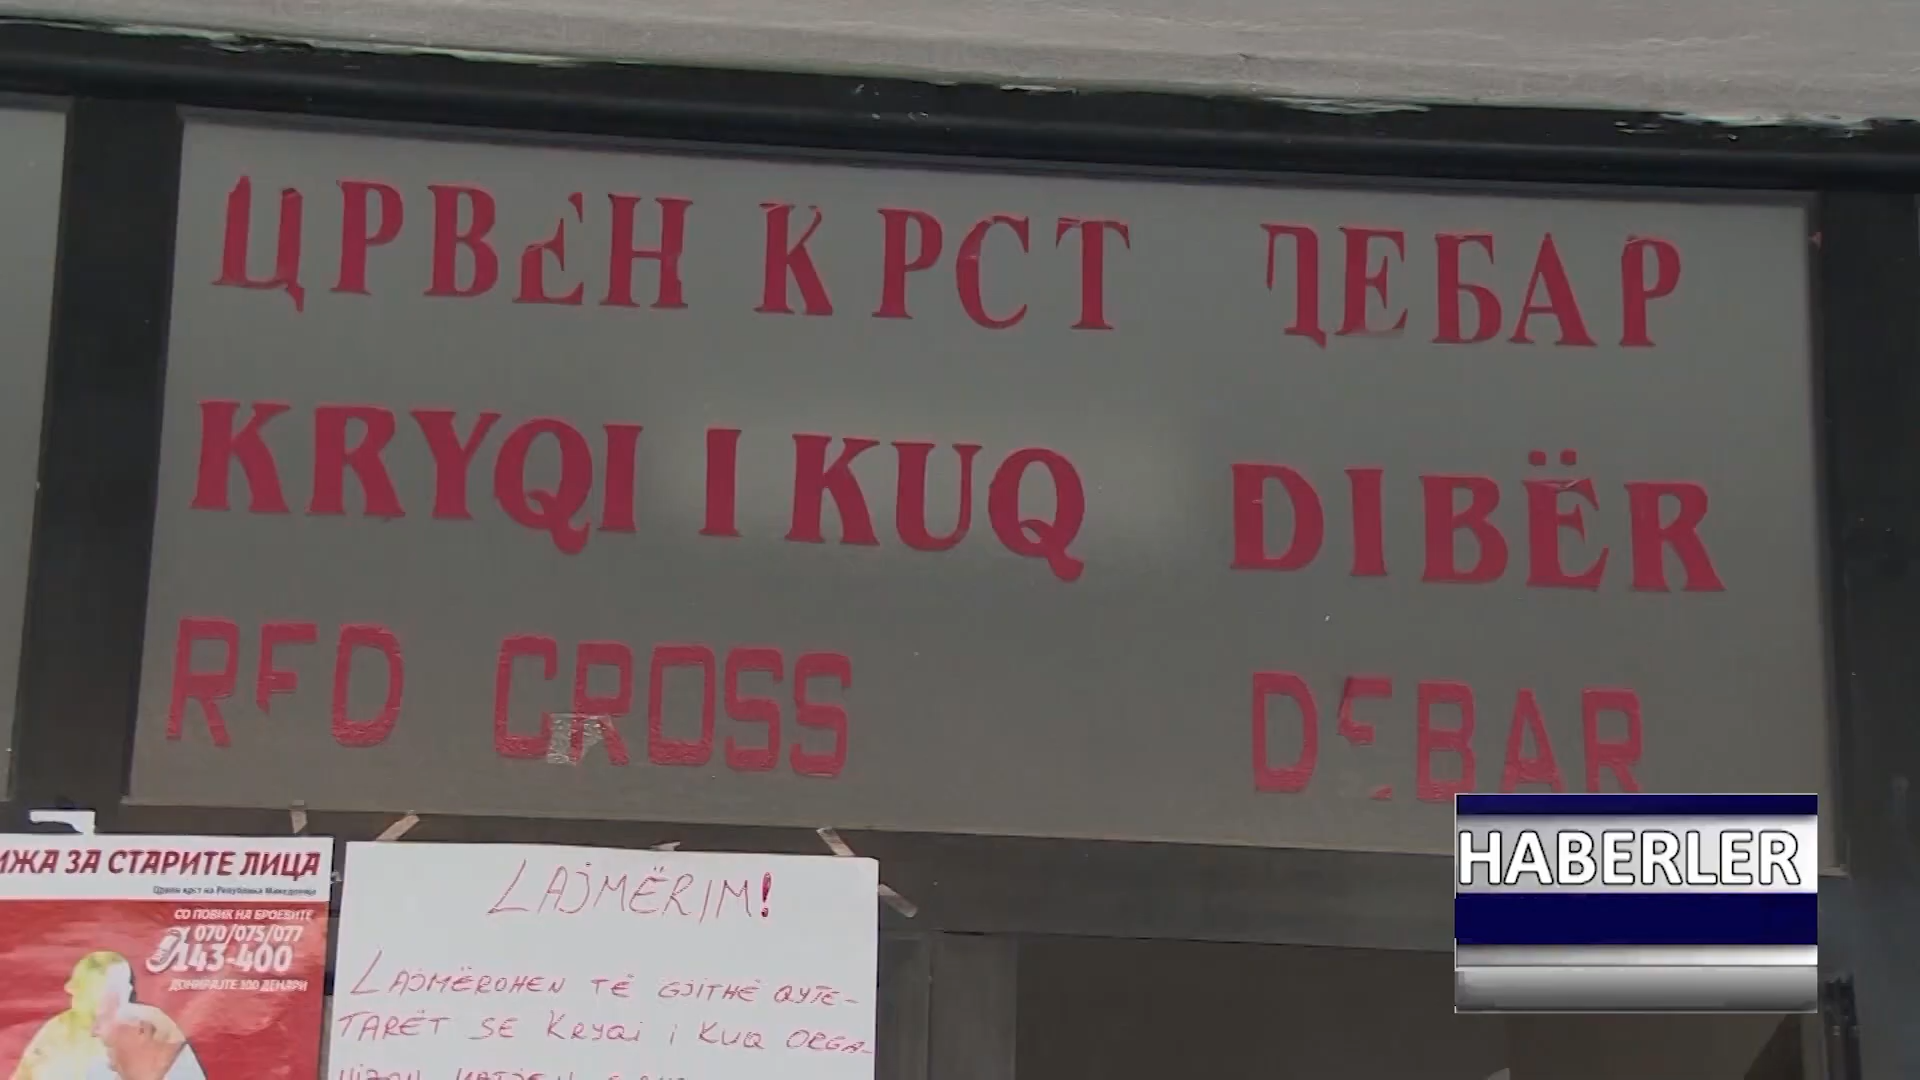 ЦРВЕН КРСТ ДЕБАР
KRYQI I KUQ DIBËR
RED CROSS DEBAR
ИЖА ЗА СТАРИТЕ ЛИЦА
Црвен крст на Република Македонија
СО ПОВИК НА БРОЕВИТЕ
070/075/077
143-400
ДОНИРАЈТЕ 100 ДЕНАРИ
LAJMËRIM!
LAJMËROHEN TË GJITHË QYTE-
TARËT SE KRYQI I KUQ ORGA-
HABERLER